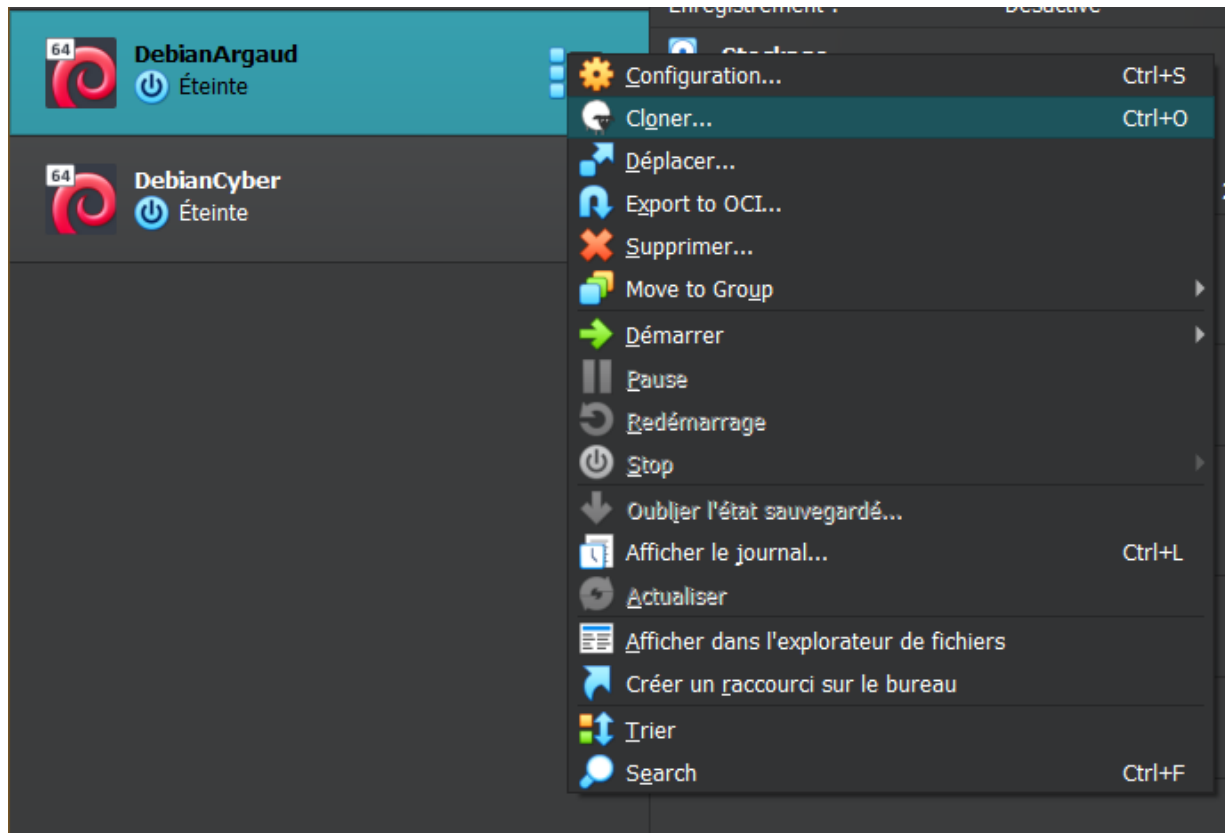 64
DebianArgaud
Éteinte
64
DebianCyber
Éteinte
Configuration... Ctrl+S
Cloner... Ctrl+O
Déplacer...
Export to OCI...
Supprimer...
Move to Group
Démarrer
Pause
Redémarrage
Stop
Oublier l'état sauvegardé...
Afficher le journal... Ctrl+L
Actualiser
Afficher dans l'explorateur de fichiers
Créer un raccourci sur le bureau
Trier
Search Ctrl+F